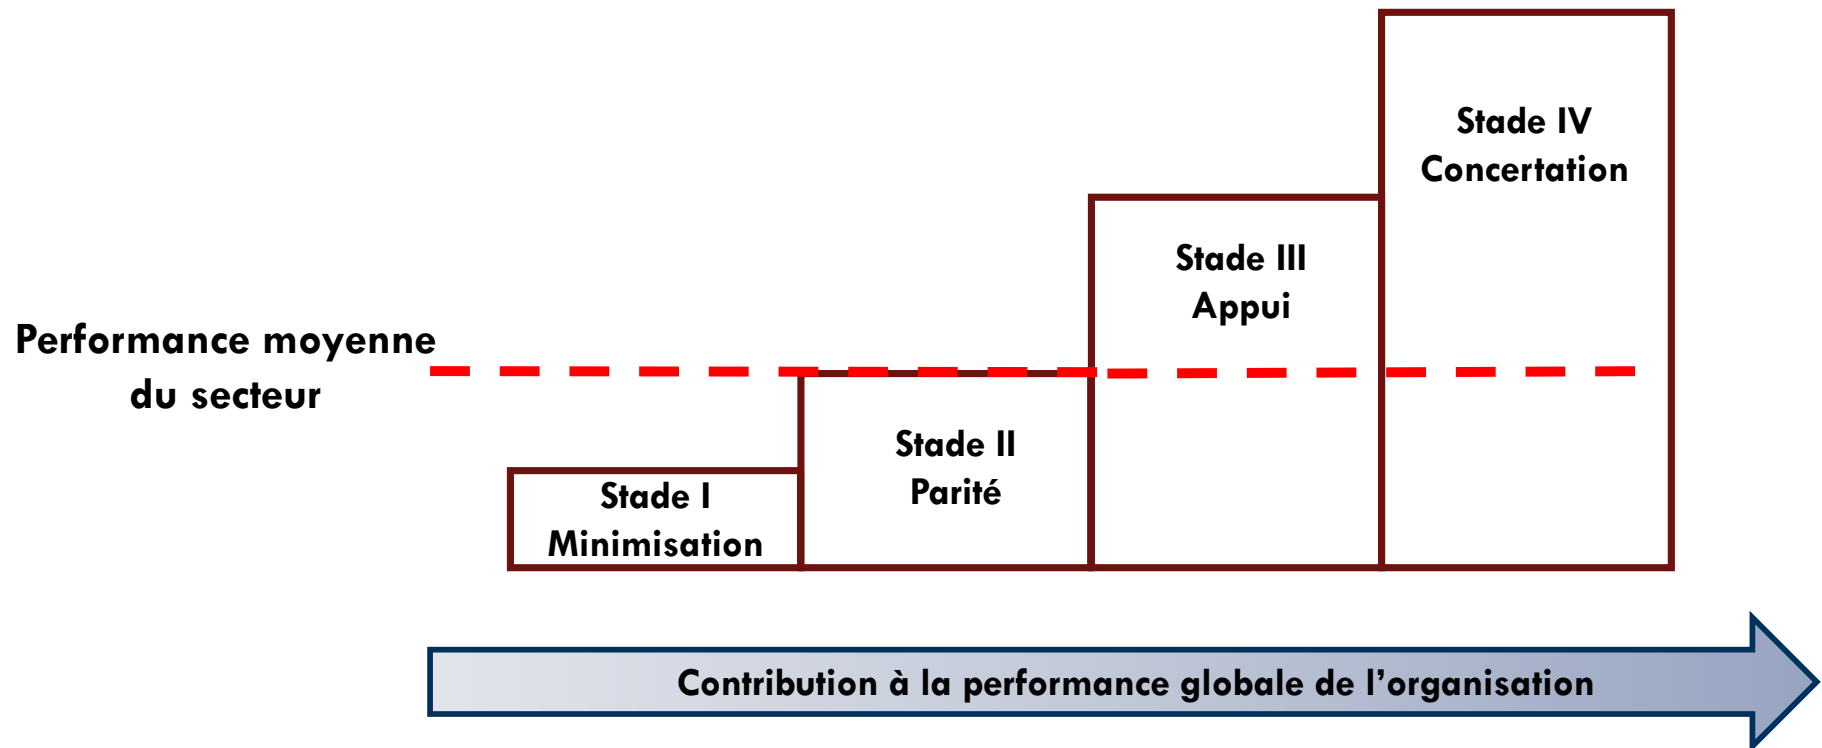 Stade IV
Concertation
Stade III
Appui
Performance moyenne
du secteur
Stade II
Parité
Stade I
Minimisation
Contribution à la performance globale de l’organisation